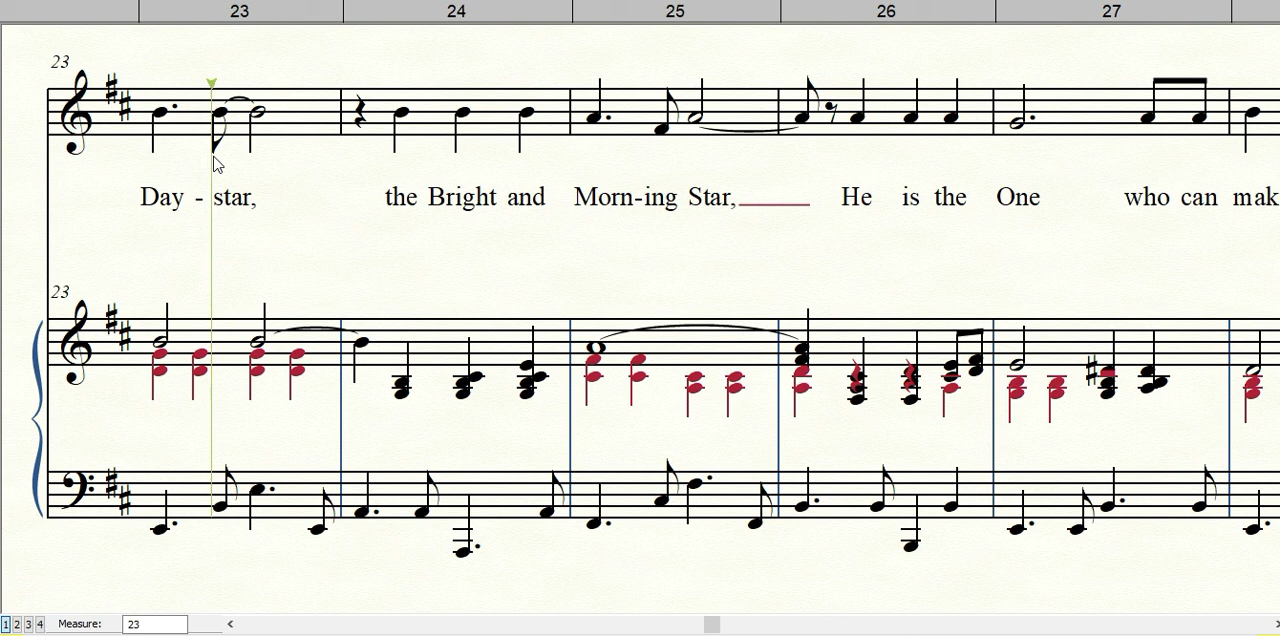 23 24 25 26 27
23
Day - star, the Bright and Morn-ing Star, He is the One who can mak
23
1 2 3 4 Measure: 23